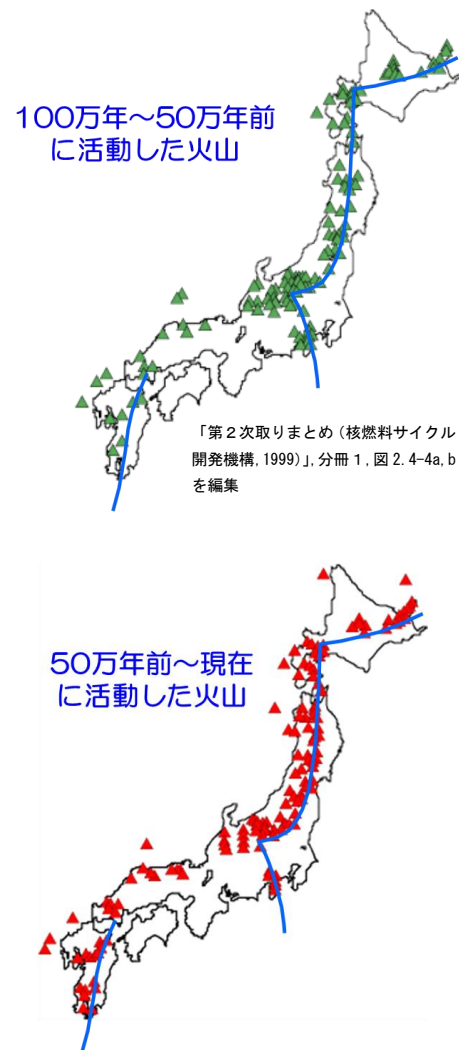 100万年～50万年前
に活動した火山
「第２次取りまとめ（核燃料サイクル
開発機構,1999）」,分冊１,図2.4-4a,b
を編集
50万年前～現在
に活動した火山